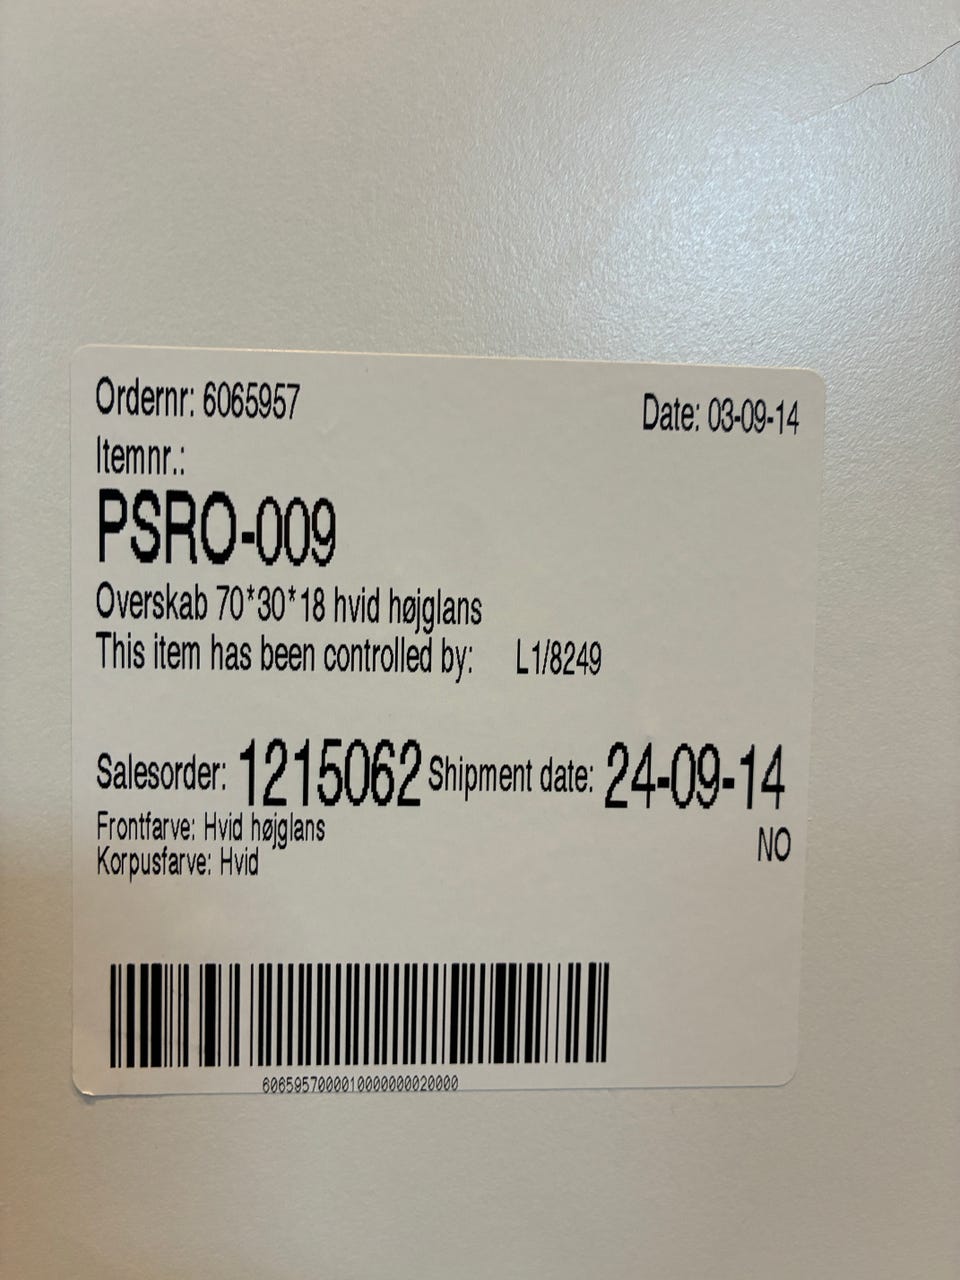 Ordernr: 6065957 Date: 03-09-14
Itemnr.:
PSRO-009
Overskab 70*30*18 hvid højglans
This item has been controlled by: L1/8249
Salesorder: 1215062 Shipment date: 24-09-14
Frontfarve: Hvid højglans
NO
Korpusfarve: Hvid
6065957000010000000020000